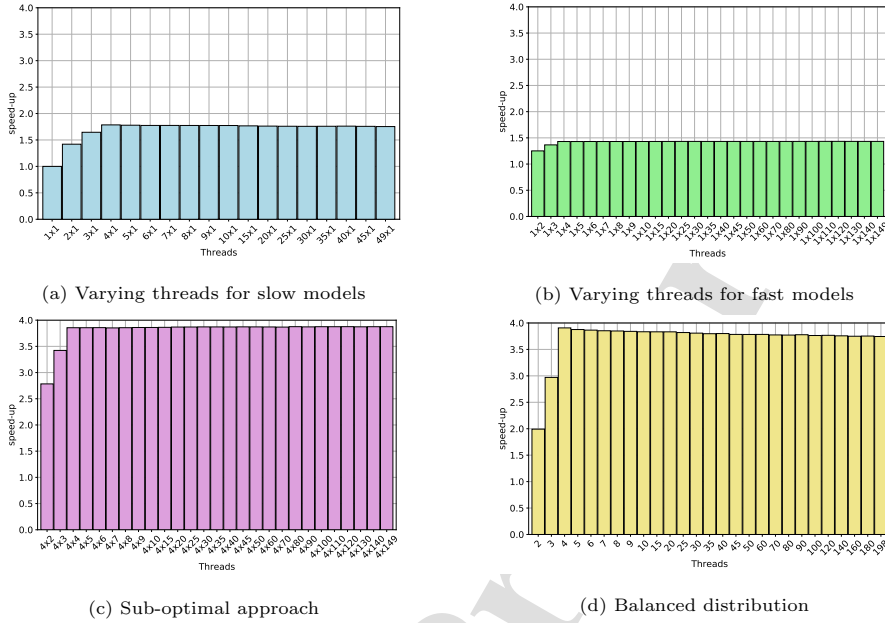 4.0
3.5
3.0
2.5
2.0
1.5
1.0
0.5
0.0
speed-up
1x1 2x1 3x1 4x1 5x1 6x1 7x1 8x1 9x1 10x1 15x1 20x1 25x1 30x1 35x1 40x1 45x1 49x1
Threads
(a) Varying threads for slow models
4.0
3.5
3.0
2.5
2.0
1.5
1.0
0.5
0.0
speed-up
1x2 1x3 1x4 1x5 1x6 1x7 1x8 1x9 1x10 1x15 1x20 1x25 1x30 1x35 1x40 1x45 1x50 1x60 1x70 1x80 1x90 1x100 1x110 1x120 1x130 1x140 1x149
Threads
(b) Varying threads for fast models
4.0
3.5
3.0
2.5
2.0
1.5
1.0
0.5
0.0
speed-up
4x2 4x3 4x4 4x5 4x6 4x7 4x8 4x9 4x10 4x15 4x20 4x25 4x30 4x35 4x40 4x45 4x50 4x60 4x70 4x80 4x90 4x100 4x110 4x120 4x130 4x140 4x149
Threads
(c) Sub-optimal approach
4.0
3.5
3.0
2.5
2.0
1.5
1.0
0.5
0.0
speed-up
2 3 4 5 6 7 8 9 10 15 20 25 30 35 40 45 50 60 70 80 90 100 120 140 160 180 198
Threads
(d) Balanced distribution